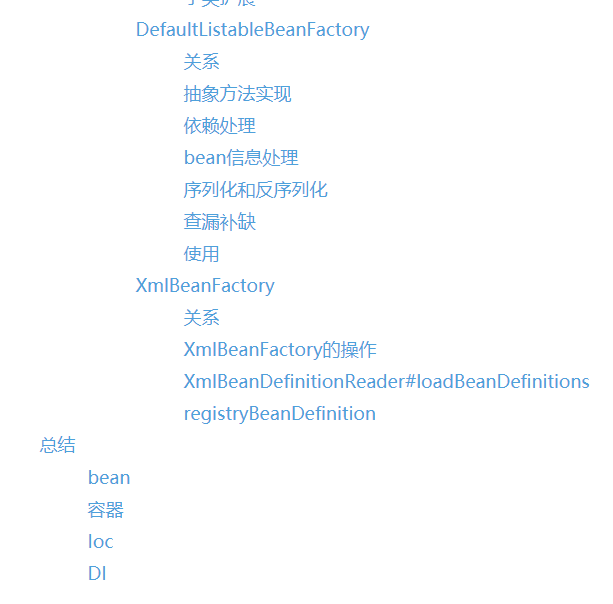 DefaultListableBeanFactory
关系
抽象方法实现
依赖处理
bean信息处理
序列化和反序列化
查漏补缺
使用
XmlBeanFactory
关系
XmlBeanFactory的操作
XmlBeanDefinitionReader#loadBeanDefinitions
registryBeanDefinition
总结
bean
容器
Ioc
DI